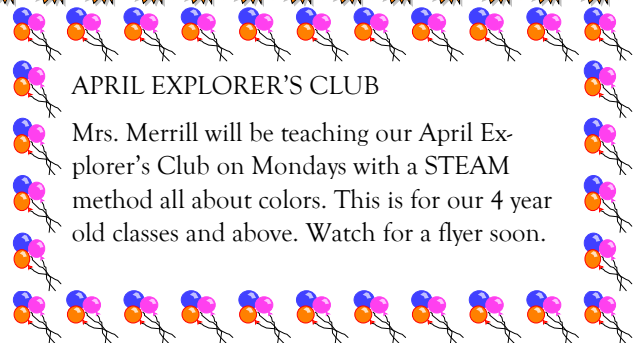 APRIL EXPLORER’S CLUB
Mrs. Merrill will be teaching our April Ex-
plorer’s Club on Mondays with a STEAM
method all about colors. This is for our 4 year
old classes and above. Watch for a flyer soon.